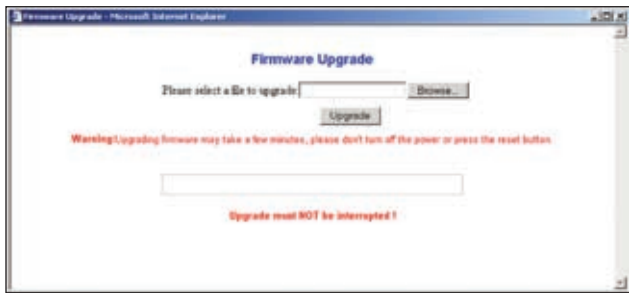 Firmware Upgrade - Microsoft Internet Explorer
Firmware Upgrade
Please select a file to upgrade: Browse...
Upgrade
Warning:Upgrading firmware may take a few minutes, please don't turn off the power or press the reset button.
Upgrade must NOT be interrupted !